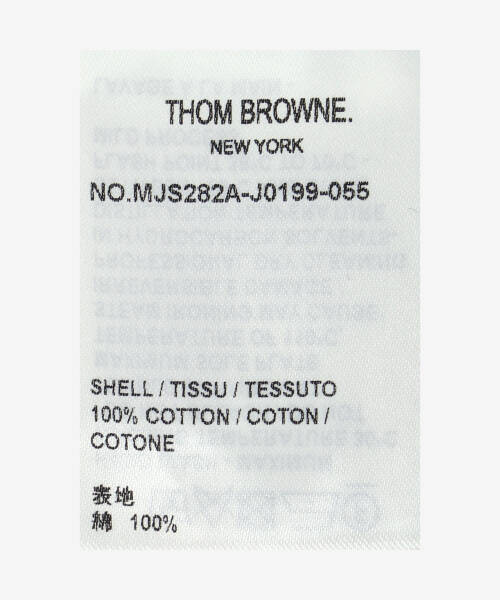 THOM BROWNE.
NEW YORK
NO.MJS282A-J0199-055
SHELL / TISSU / TESSUTO
100% COTTON / COTON /
COTONE
表地
綿 100%